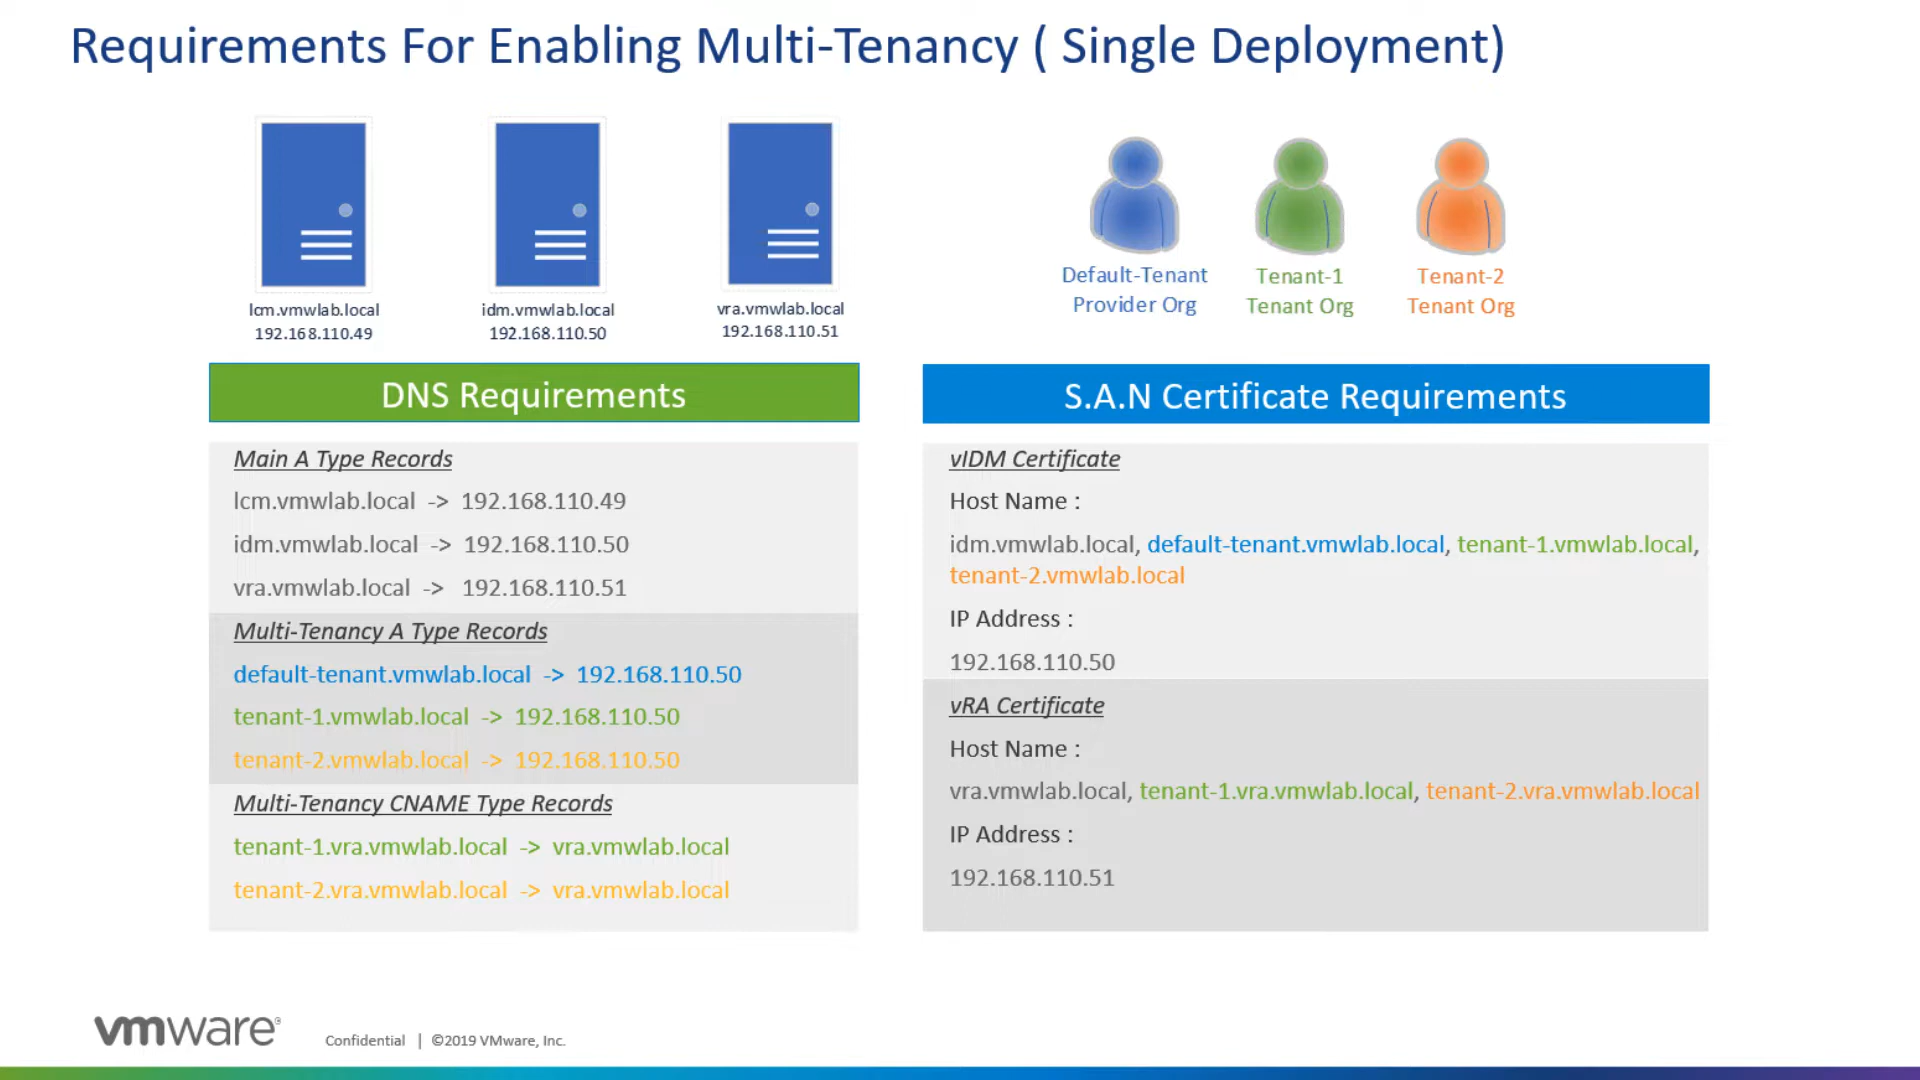 Requirements For Enabling Multi-Tenancy ( Single Deployment)
lcm.vmwlab.local
192.168.110.49
idm.vmwlab.local
192.168.110.50
vra.vmwlab.local
192.168.110.51
Default-Tenant
Provider Org
Tenant-1
Tenant Org
Tenant-2
Tenant Org
DNS Requirements
Main A Type Records
lcm.vmwlab.local -> 192.168.110.49
idm.vmwlab.local -> 192.168.110.50
vra.vmwlab.local -> 192.168.110.51
Multi-Tenancy A Type Records
default-tenant.vmwlab.local -> 192.168.110.50
tenant-1.vmwlab.local -> 192.168.110.50
tenant-2.vmwlab.local -> 192.168.110.50
Multi-Tenancy CNAME Type Records
tenant-1.vra.vmwlab.local -> vra.vmwlab.local
tenant-2.vra.vmwlab.local -> vra.vmwlab.local
S.A.N Certificate Requirements
vIDM Certificate
Host Name :
idm.vmwlab.local, default-tenant.vmwlab.local, tenant-1.vmwlab.local,
tenant-2.vmwlab.local
IP Address :
192.168.110.50
vRA Certificate
Host Name :
vra.vmwlab.local, tenant-1.vra.vmwlab.local, tenant-2.vra.vmwlab.local
IP Address :
192.168.110.51
vmware®
Confidential | ©2019 VMware, Inc.